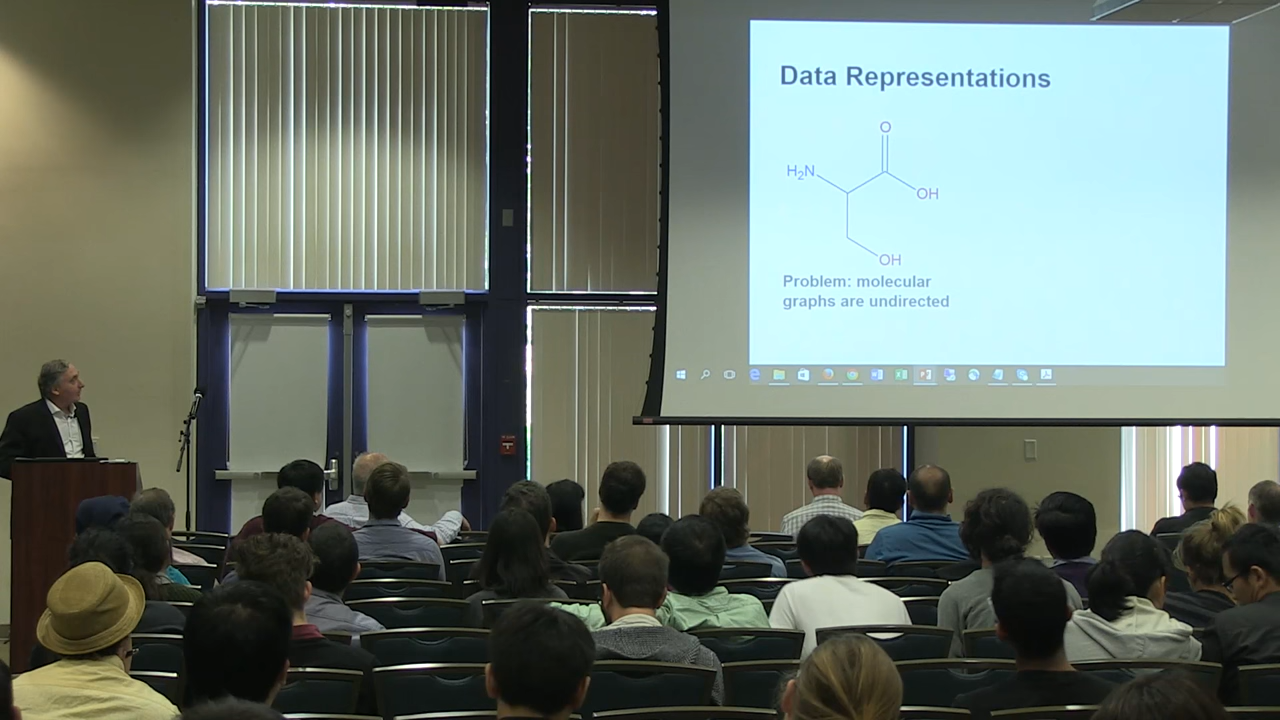 Data Representations
O
H₂N
OH
OH
Problem: molecular
graphs are undirected